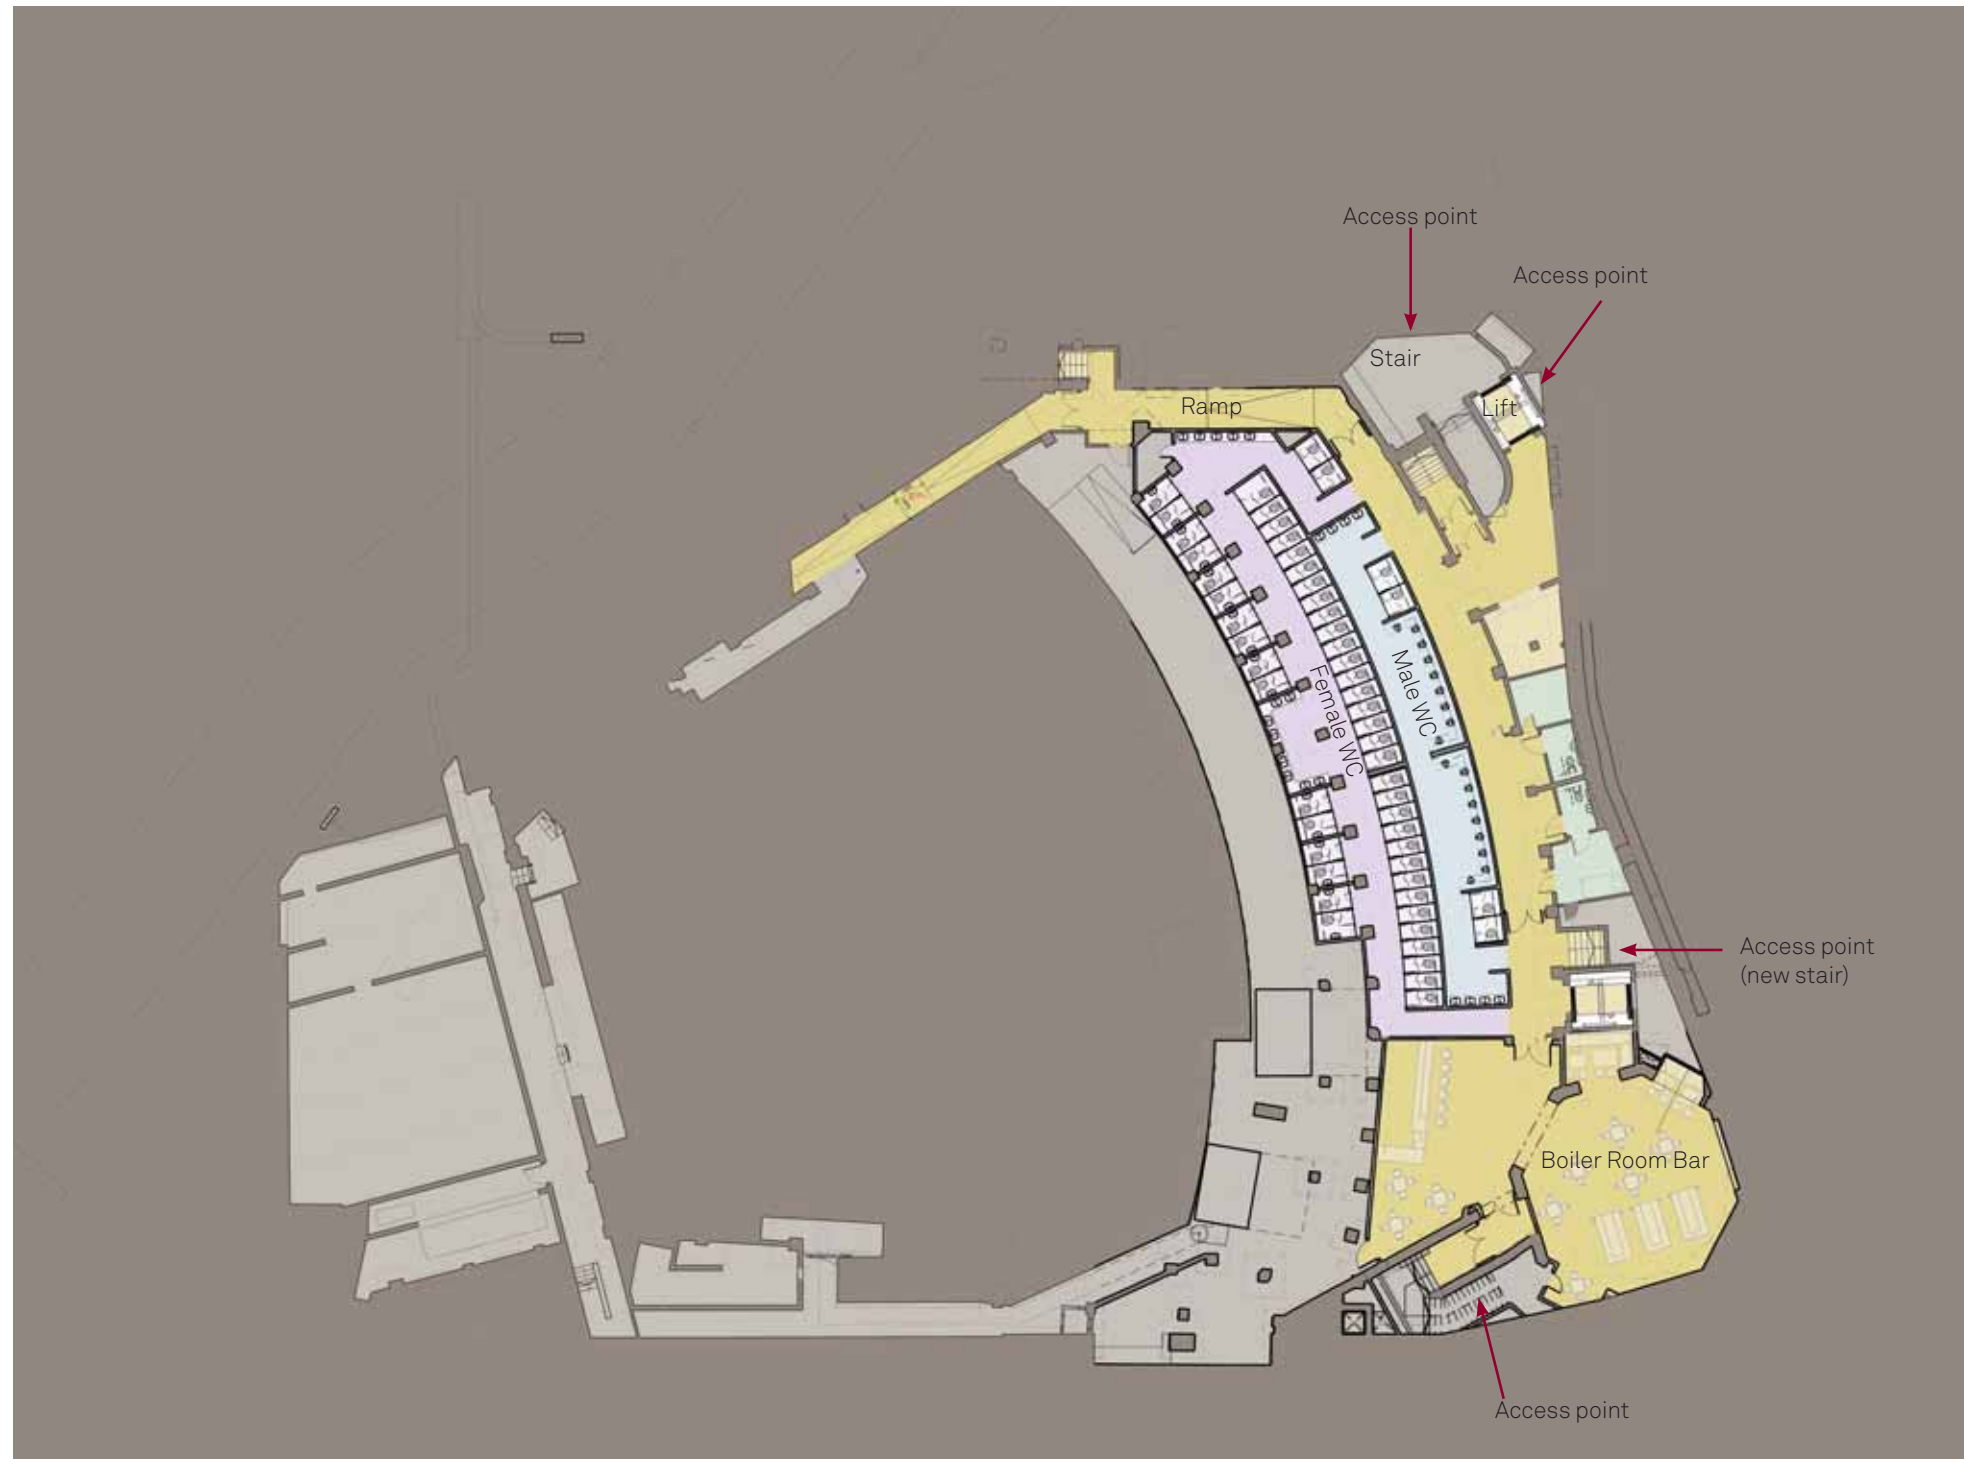 Access point
Access point
Stair
Ramp
Lift
Female WC
Male WC
Access point
(new stair)
Boiler Room Bar
Access point